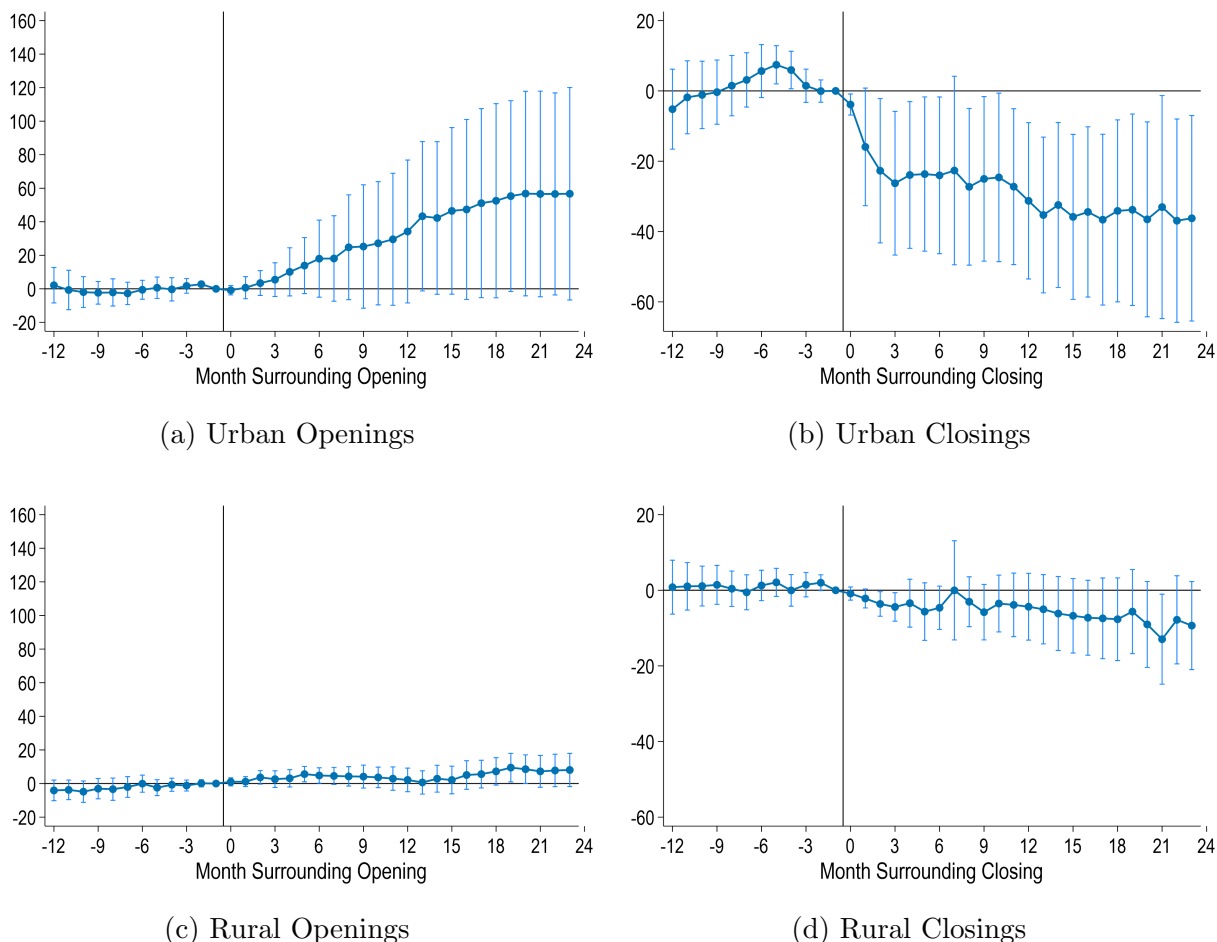 160
140
120
100
80
60
40
20
0
-20
-12 -9 -6 -3 0 3 6 9 12 15 18 21 24
Month Surrounding Opening
(a) Urban Openings
20
0
-20
-40
-60
-12 -9 -6 -3 0 3 6 9 12 15 18 21 24
Month Surrounding Closing
(b) Urban Closings
160
140
120
100
80
60
40
20
0
-20
-12 -9 -6 -3 0 3 6 9 12 15 18 21 24
Month Surrounding Opening
(c) Rural Openings
20
0
-20
-40
-60
-12 -9 -6 -3 0 3 6 9 12 15 18 21 24
Month Surrounding Closing
(d) Rural Closings